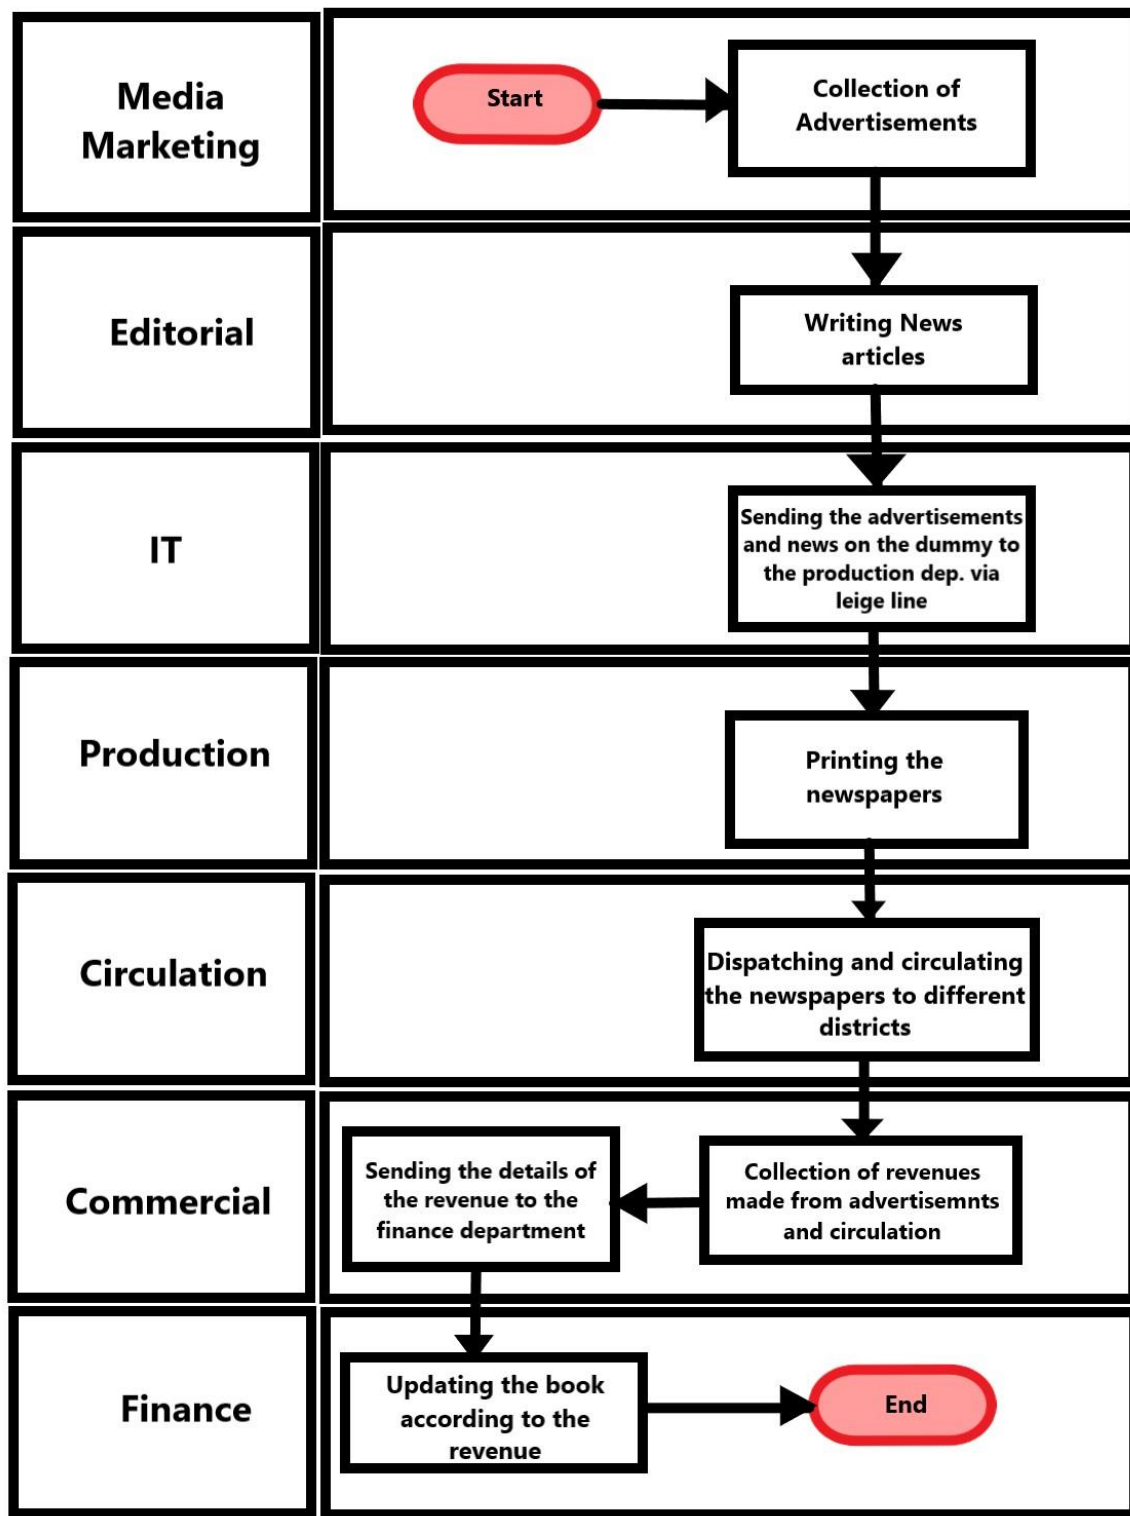 Media
Marketing
Start
Collection of
Advertisements
Editorial
Writing News
articles
IT
Sending the advertisements
and news on the dummy to
the production dep. via
leige line
Production
Printing the
newspapers
Circulation
Dispatching and circulating
the newspapers to different
districts
Commercial
Sending the details of
the revenue to the
finance department
Collection of revenues
made from advertisemnts
and circulation
Finance
Updating the book
according to the
revenue
End